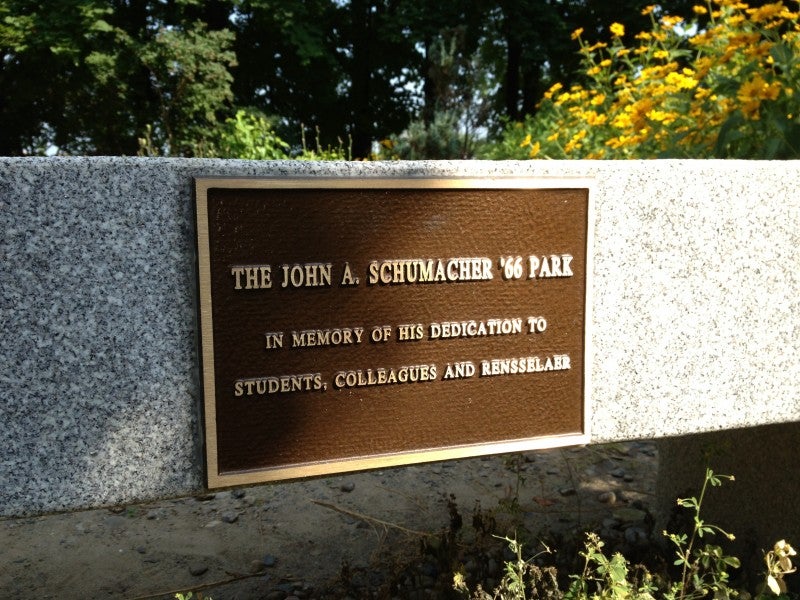 THE JOHN A. SCHUMACHER '66 PARK
IN MEMORY OF HIS DEDICATION TO
STUDENTS, COLLEAGUES AND RENSSELAER